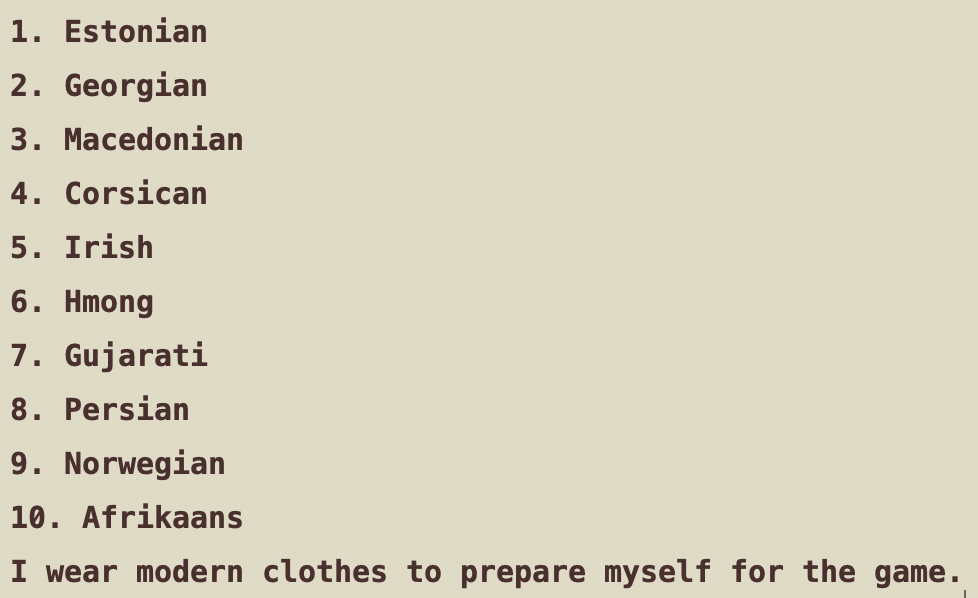 1. Estonian
2. Georgian
3. Macedonian
4. Corsican
5. Irish
6. Hmong
7. Gujarati
8. Persian
9. Norwegian
10. Afrikaans
I wear modern clothes to prepare myself for the game.